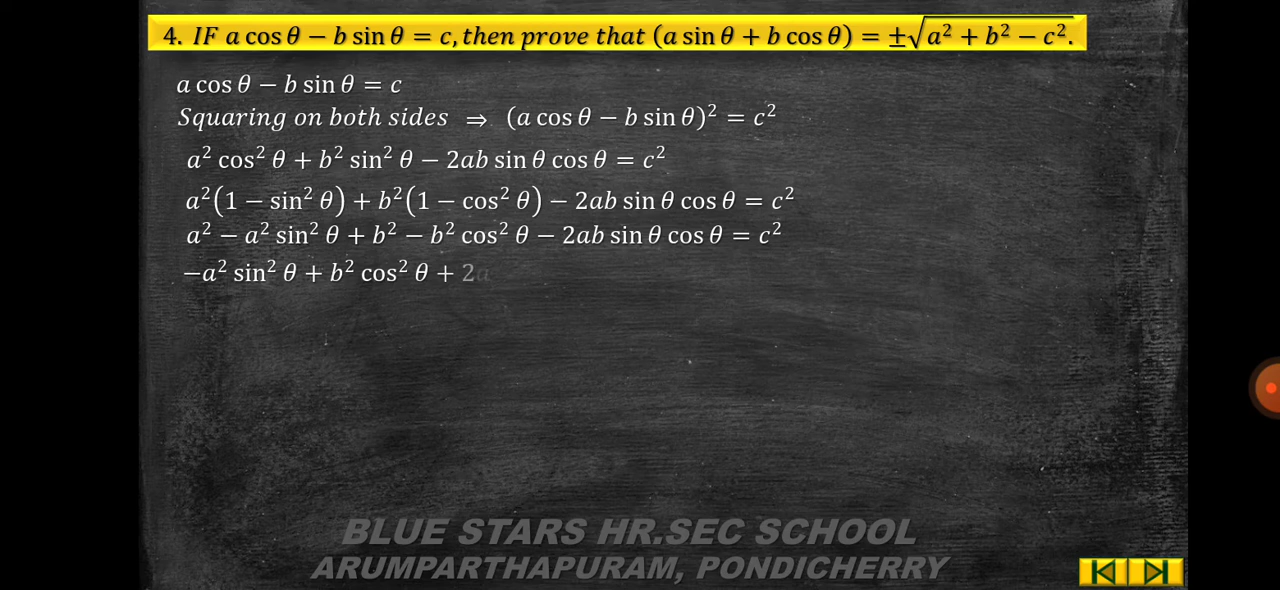 4. IF a cos θ − b sin θ = c, then prove that (a sin θ + b cos θ) = ±√a² + b² − c².
a cos θ − b sin θ = c
Squaring on both sides ⇒ (a cos θ − b sin θ)² = c²
a² cos² θ + b² sin² θ − 2ab sin θ cos θ = c²
a²(1 − sin² θ) + b²(1 − cos² θ) − 2ab sin θ cos θ = c²
a² − a² sin² θ + b² − b² cos² θ − 2ab sin θ cos θ = c²
−a² sin² θ + b² cos² θ + 2a
BLUE STARS HR.SEC SCHOOL
ARUMPARTHAPURAM, PONDICHERRY